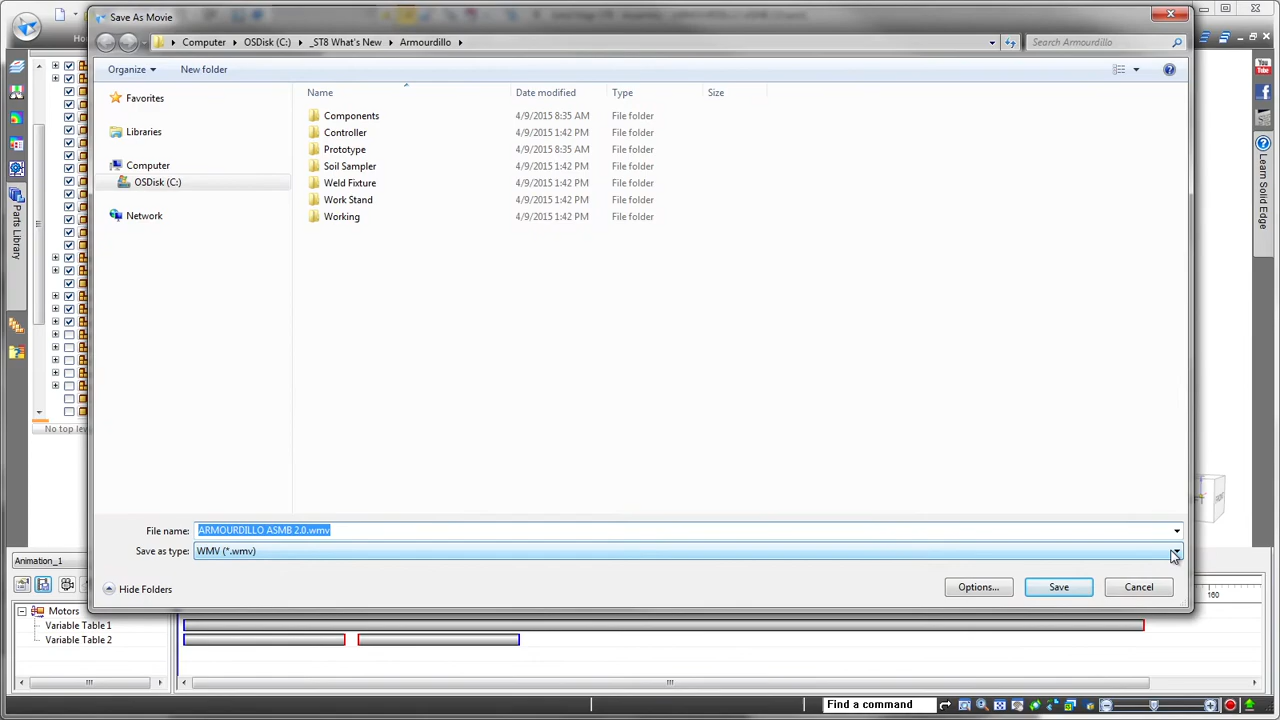 Save As Movie
Computer OSDisk (C:) _ST8 What's New Armourdillo
Search Armourdillo
Organize New folder
Name Date modified Type Size
Favorites
Libraries
Computer
OSDisk (C:)
Network
Components 4/9/2015 8:35 AM File folder
Controller 4/9/2015 1:42 PM File folder
Prototype 4/9/2015 8:35 AM File folder
Soil Sampler 4/9/2015 1:42 PM File folder
Weld Fixture 4/9/2015 1:42 PM File folder
Work Stand 4/9/2015 1:42 PM File folder
Working 4/9/2015 1:42 PM File folder
File name: ARMOURDILLO ASMB 2.0.wmv
Save as type: WMV (*.wmv)
Hide Folders
Options... Save Cancel
Parts Library
No top lev
You
Tube
Learn Solid Edge
Animation_1
160
Motors
Variable Table 1
Variable Table 2
Find a command